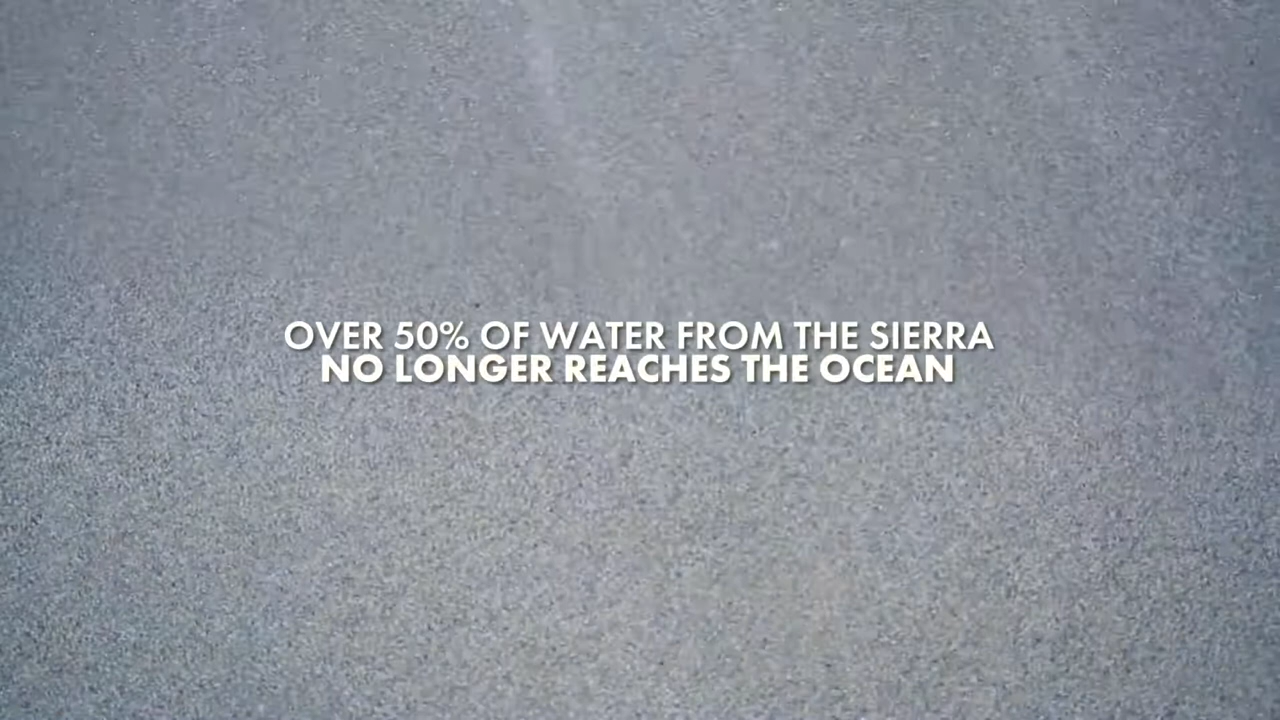 OVER 50% OF WATER FROM THE SIERRA
NO LONGER REACHES THE OCEAN